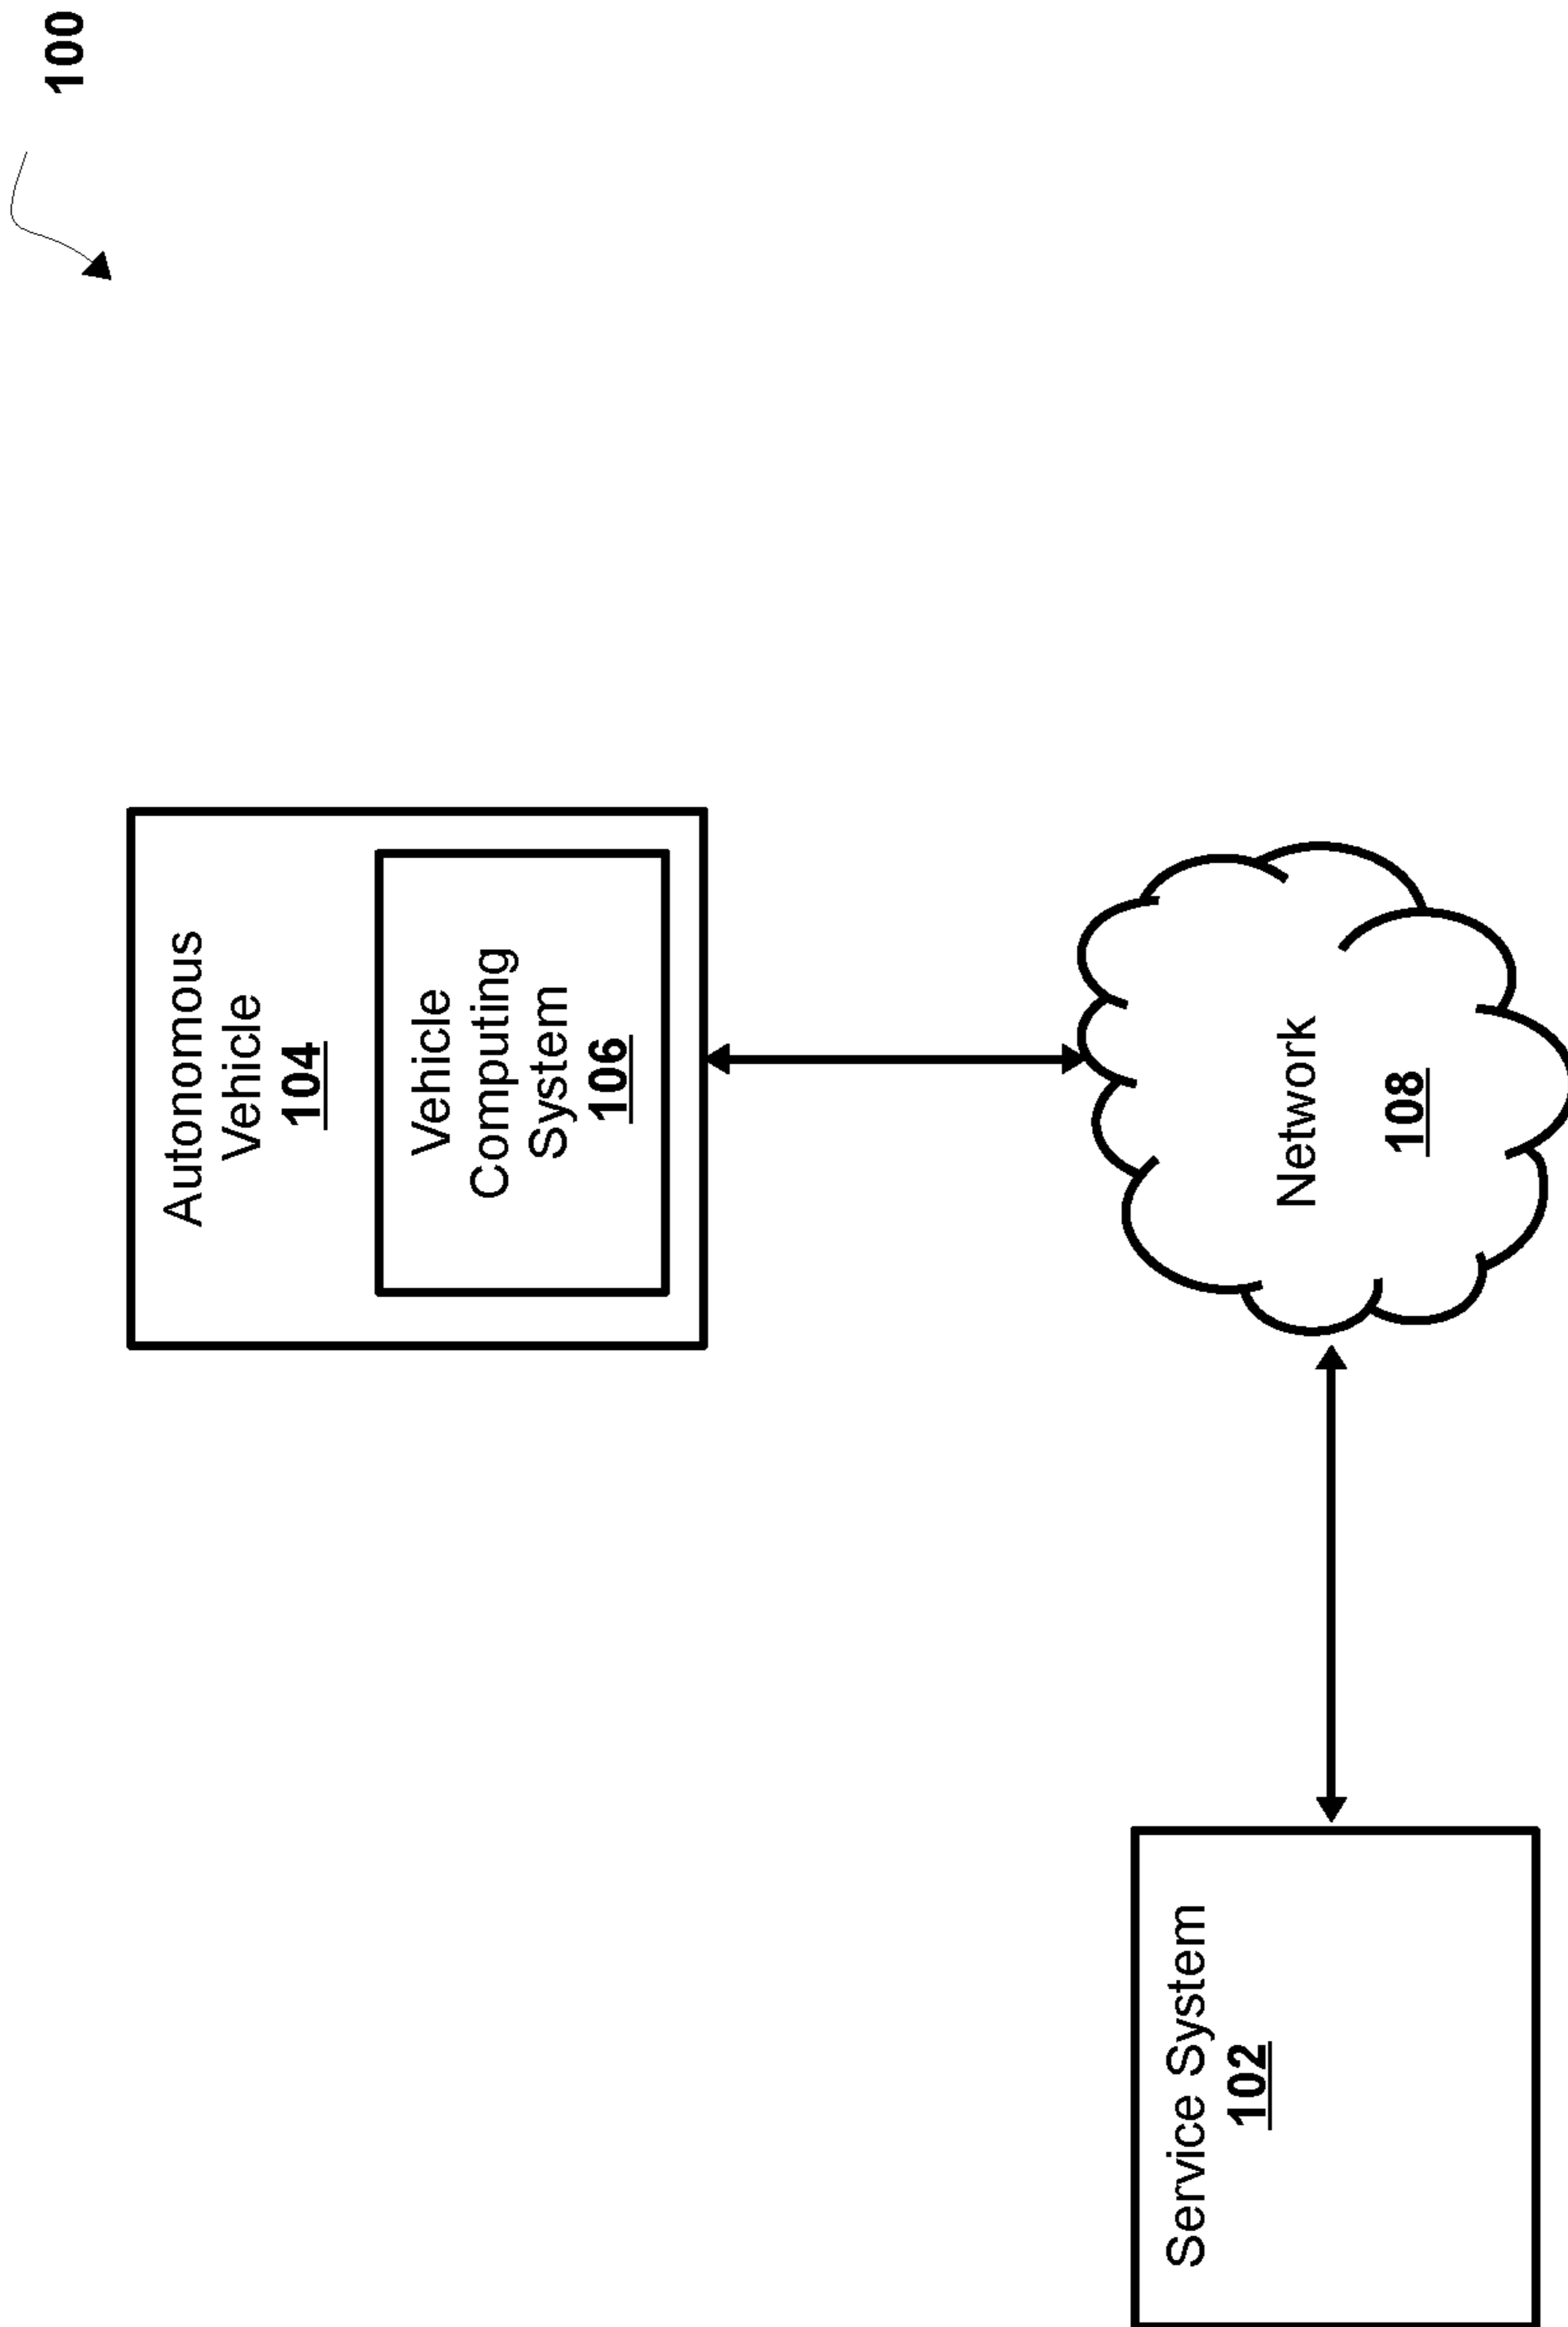 100
Autonomous
Vehicle
104
Vehicle
Computing
System
106
Service System
102
Network
108